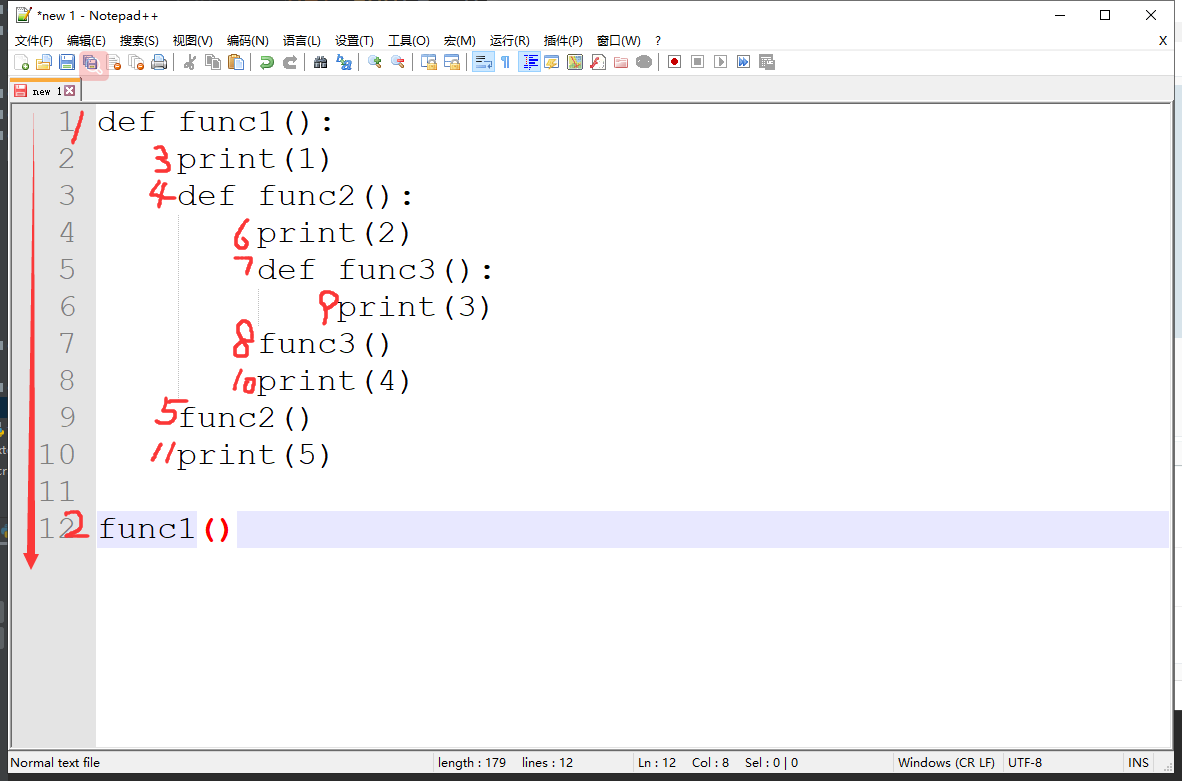 *new 1 - Notepad++
文件(F) 编辑(E) 搜索(S) 视图(V) 编码(N) 语言(L) 设置(T) 工具(O) 宏(M) 运行(R) 插件(P) 窗口(W) ? X
new 1
1 1 def func1():
2 3 print(1)
3 4 def func2():
4 6 print(2)
5 7 def func3():
6 9 print(3)
7 8 func3()
8 10 print(4)
9 5 func2()
10 11 print(5)
11
12 2 func1()
Normal text file length : 179 lines : 12 Ln : 12 Col : 8 Sel : 0 | 0 Windows (CR LF) UTF-8 INS